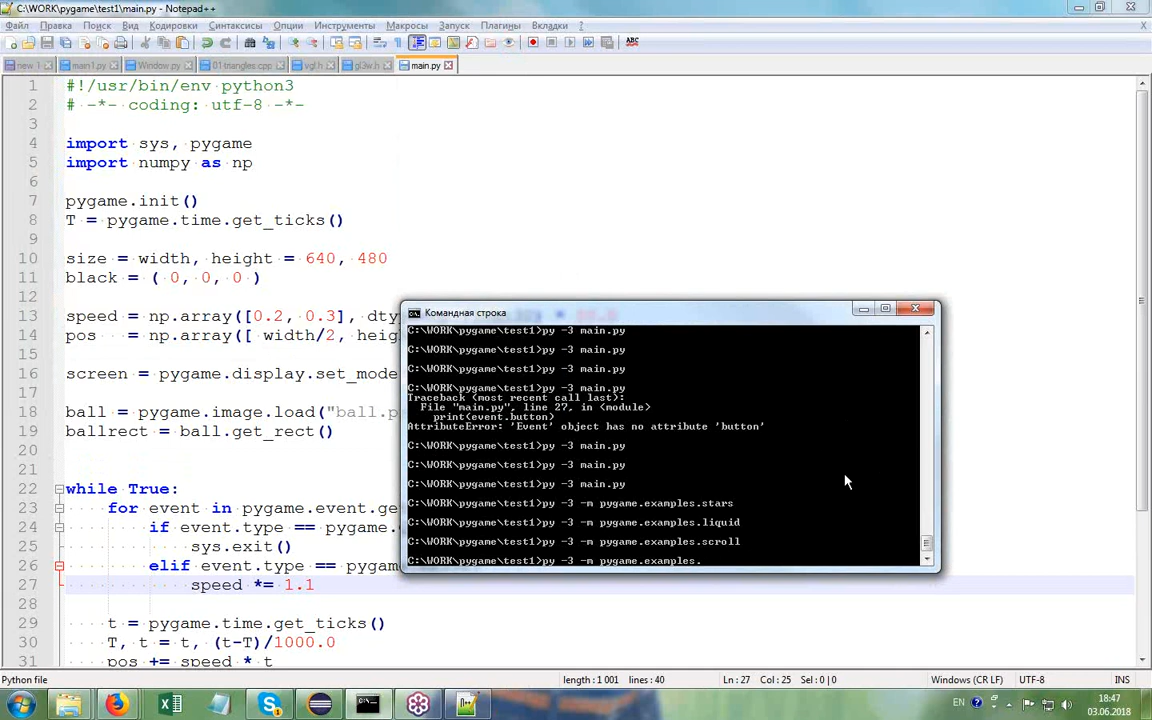 C:\WORK\pygame\test1\main.py - Notepad++
Файл Правка Поиск Вид Кодировки Синтаксисы Опции Инструменты Макросы Запуск Плагины Вкладки X
ABC
new 1 main1.py Window.py 01-triangles.cpp vgl.h gl3w.h main.py
1 #!/usr/bin/env python3
2 # -*- coding: utf-8 -*-
3
4 import sys, pygame
5 import numpy as np
6
7 pygame.init()
8 T = pygame.time.get_ticks()
9
10 size = width, height = 640, 480
11 black = ( 0, 0, 0 )
12
13 speed = np.array([0.2, 0.3], dty
14 pos = np.array([ width/2, heig
15
16 screen = pygame.display.set_mode
17
18 ball = pygame.image.load("ball.p
19 ballrect = ball.get_rect()
20
21
22 while True:
23 for event in pygame.event.
24 if event.type == pygame.
25 sys.exit()
26 elif event.type == pygame
27 speed *= 1.1
28
29 t = pygame.time.get_ticks()
30 T, t = t, (t-T)/1000.0
31 pos += speed * t
Командная строка
C:\WORK\pygame\test1>py -3 main.py
C:\WORK\pygame\test1>py -3 main.py
C:\WORK\pygame\test1>py -3 main.py
C:\WORK\pygame\test1>py -3 main.py
Traceback (most recent call last):
File "main.py", line 27, in <module>
print(event.button)
AttributeError: 'Event' object has no attribute 'button'
C:\WORK\pygame\test1>py -3 main.py
C:\WORK\pygame\test1>py -3 main.py
C:\WORK\pygame\test1>py -3 main.py
C:\WORK\pygame\test1>py -3 -m pygame.examples.stars
C:\WORK\pygame\test1>py -3 -m pygame.examples.liquid
C:\WORK\pygame\test1>py -3 -m pygame.examples.scroll
C:\WORK\pygame\test1>py -3 -m pygame.examples.
Python file length : 1 001 lines : 40 Ln : 27 Col : 25 Sel : 0 | 0 Windows (CR LF) UTF-8 INS
EN 18:47
03.06.2018